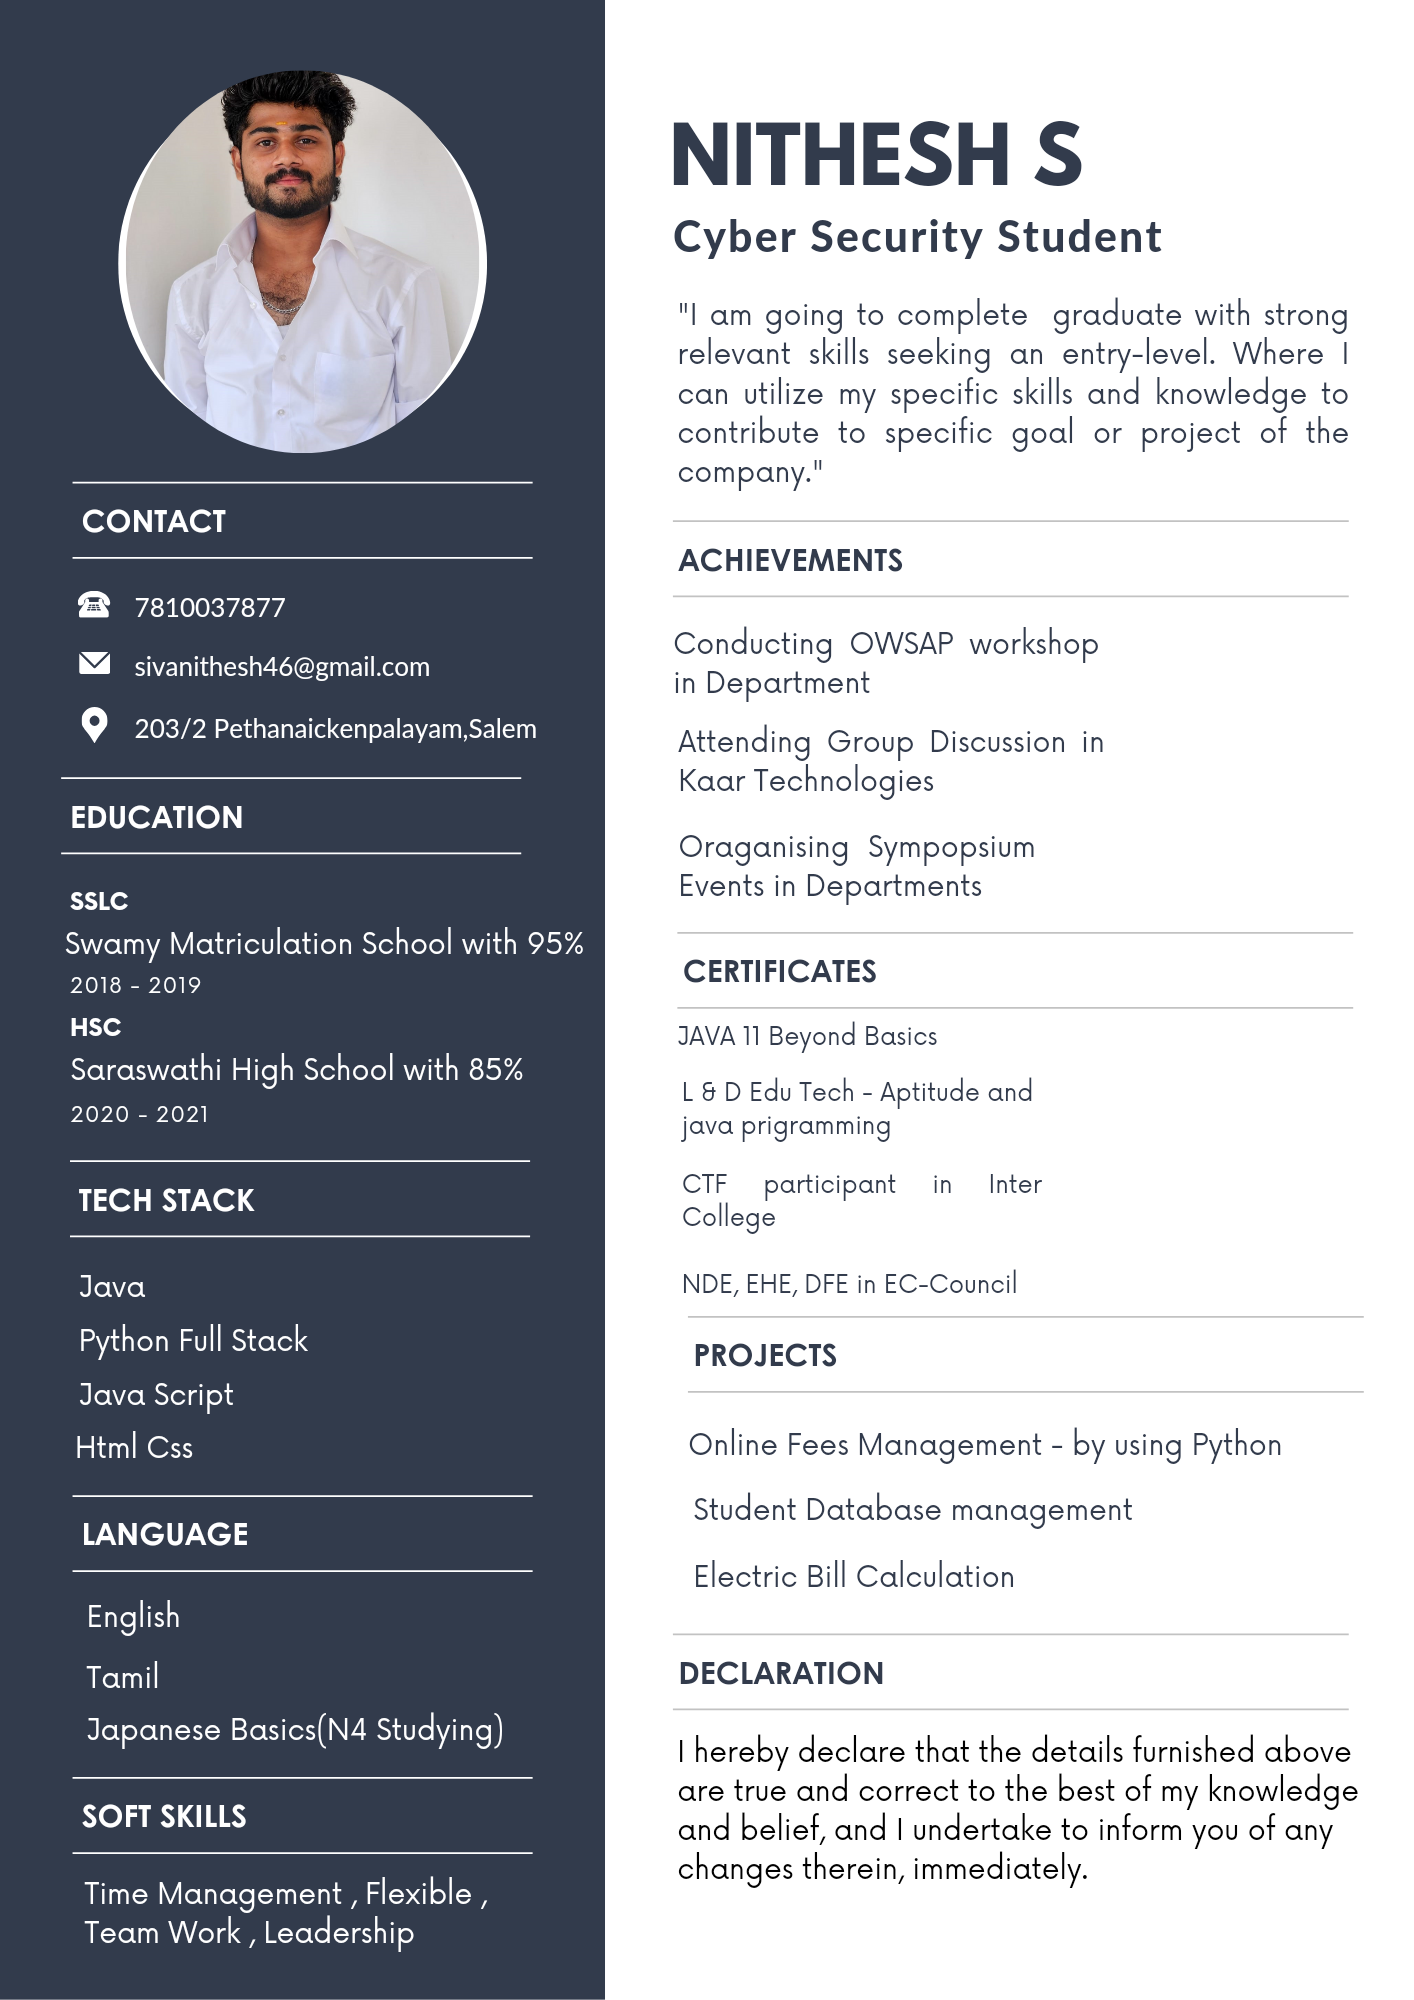 NITHESH S
Cyber Security Student
"I am going to complete graduate with strong
relevant skills seeking an entry-level. Where I
can utilize my specific skills and knowledge to
contribute to specific goal or project of the
company."
CONTACT
7810037877
sivanithesh46@gmail.com
203/2 Pethanaickenpalayam,Salem
EDUCATION
SSLC
Swamy Matriculation School with 95%
2018 - 2019
HSC
Saraswathi High School with 85%
2020 - 2021
TECH STACK
Java
Python Full Stack
Java Script
Html Css
LANGUAGE
English
Tamil
Japanese Basics(N4 Studying)
SOFT SKILLS
Time Management , Flexible ,
Team Work , Leadership
ACHIEVEMENTS
Conducting OWSAP workshop
in Department
Attending Group Discussion in
Kaar Technologies
Oraganising Sympopsium
Events in Departments
CERTIFICATES
JAVA 11 Beyond Basics
L & D Edu Tech - Aptitude and
java prigramming
CTF participant in Inter
College
NDE, EHE, DFE in EC-Council
PROJECTS
Online Fees Management - by using Python
Student Database management
Electric Bill Calculation
DECLARATION
I hereby declare that the details furnished above
are true and correct to the best of my knowledge
and belief, and I undertake to inform you of any
changes therein, immediately.